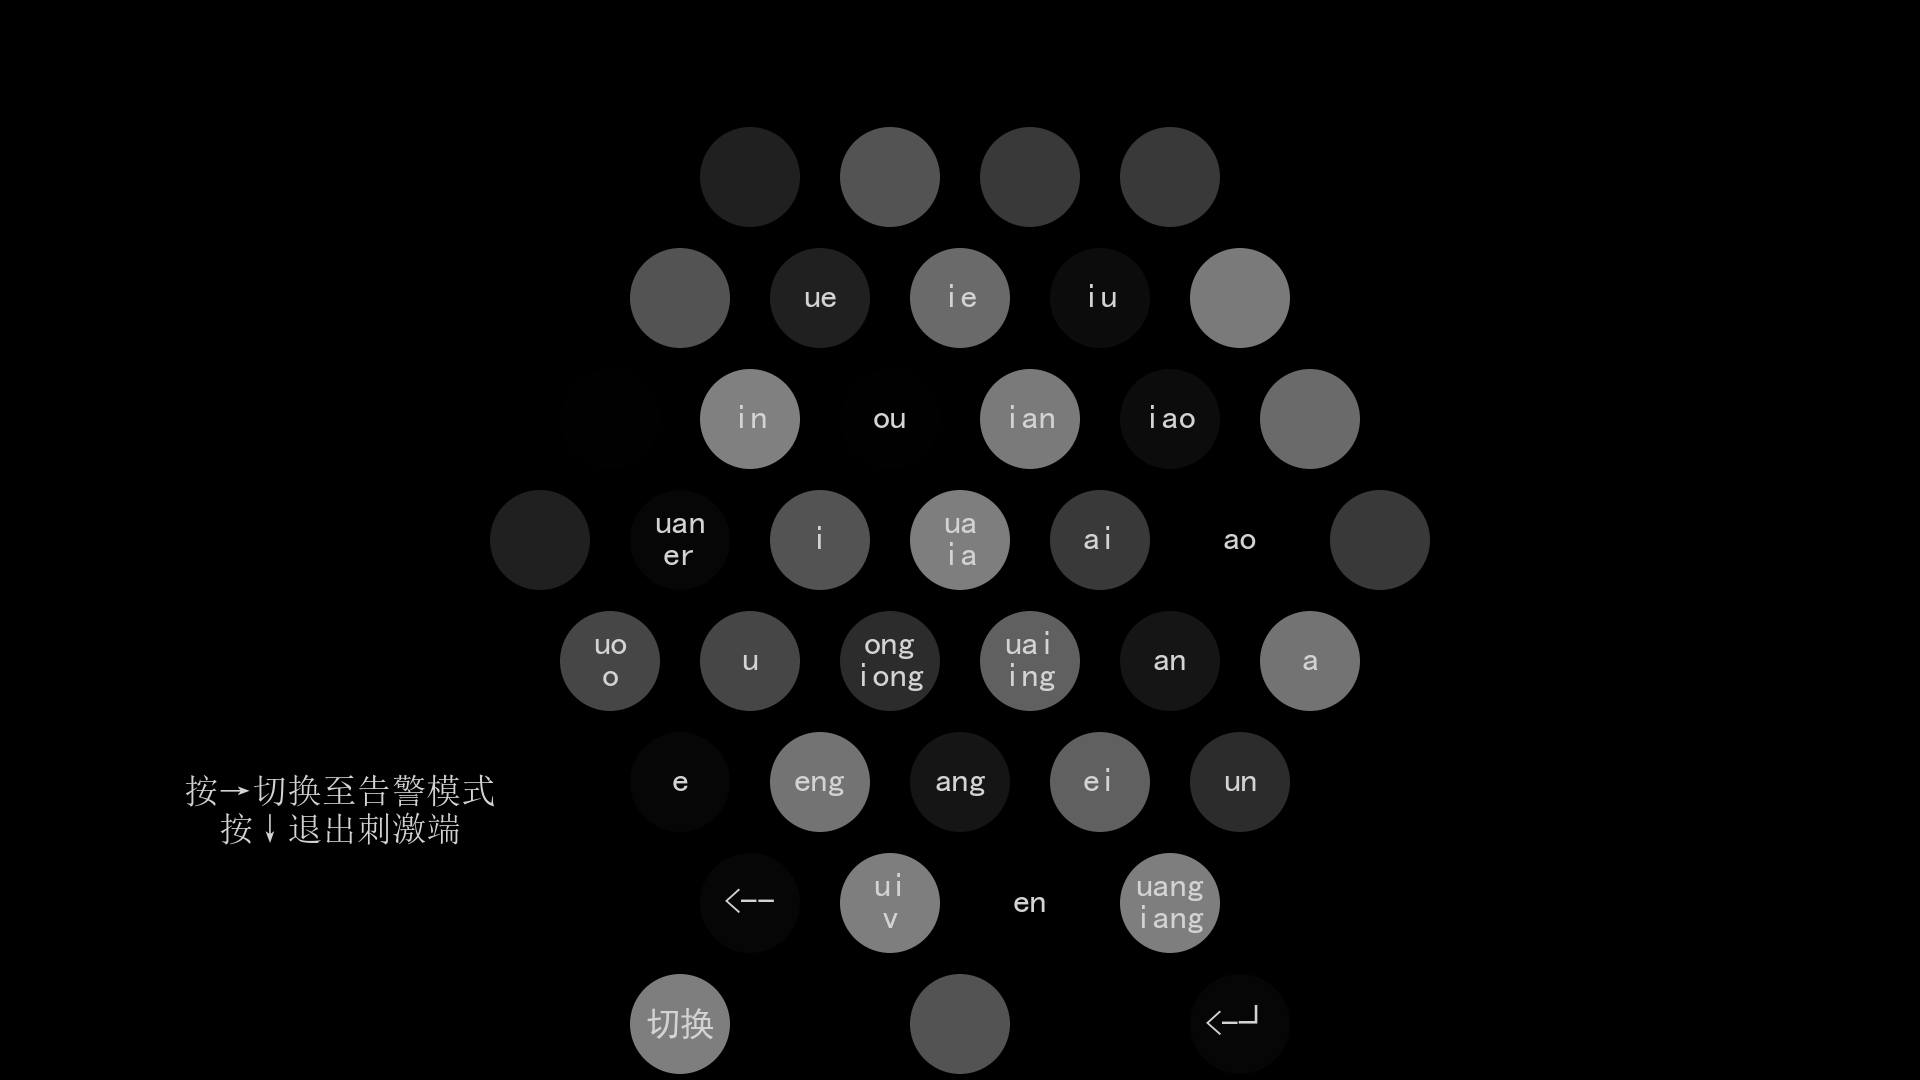 ue
ie
iu
in
ou
ian
iao
uan
er
i
ua
ia
ai
ao
uo
o
u
ong
iong
uai
ing
an
a
e
eng
ang
ei
un
按→切换至告警模式
按↓退出刺激端
<--
ui
v
en
uang
iang
切换
<-┘